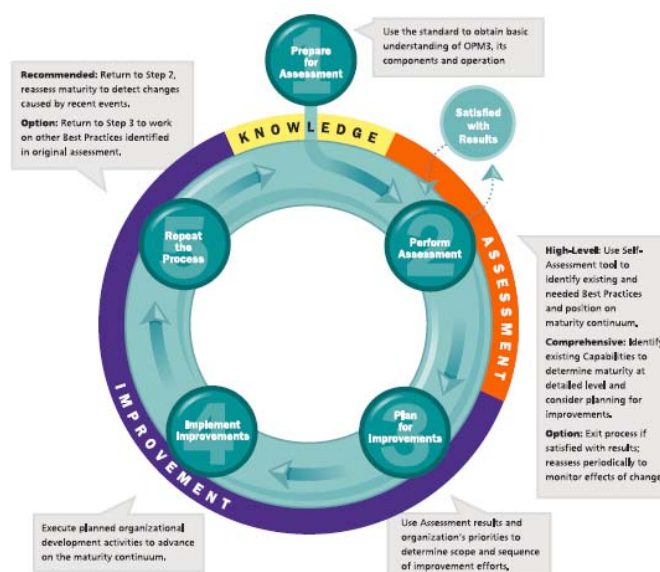 1
Prepare
for
Assessment
Use the standard to obtain basic
understanding of OPM3, its
components and operation
Recommended: Return to Step 2,
reassess maturity to detect changes
caused by recent events.
Option: Return to Step 3 to work
on other Best Practices identified
in original assessment.
KNOWLEDGE
Satisfied
with
Results
2
Perform
Assessment
ASSESSMENT
High-Level: Use Self-
Assessment tool to
identify existing and
needed Best Practices
and position on
maturity continuum.
Comprehensive: Identify
existing Capabilities to
determine maturity at
detailed level and
consider planning for
improvements.
Option: Exit process if
satisfied with results;
reassess periodically to
monitor effects of change
5
Repeat
the
Process
IMPROVEMENT
4
Implement
Improvements
3
Plan
for
Improvements
Execute planned organizational
development activities to advance
on the maturity continuum.
Use Assessment results and
organization's priorities to
determine scope and sequence
of improvement efforts.